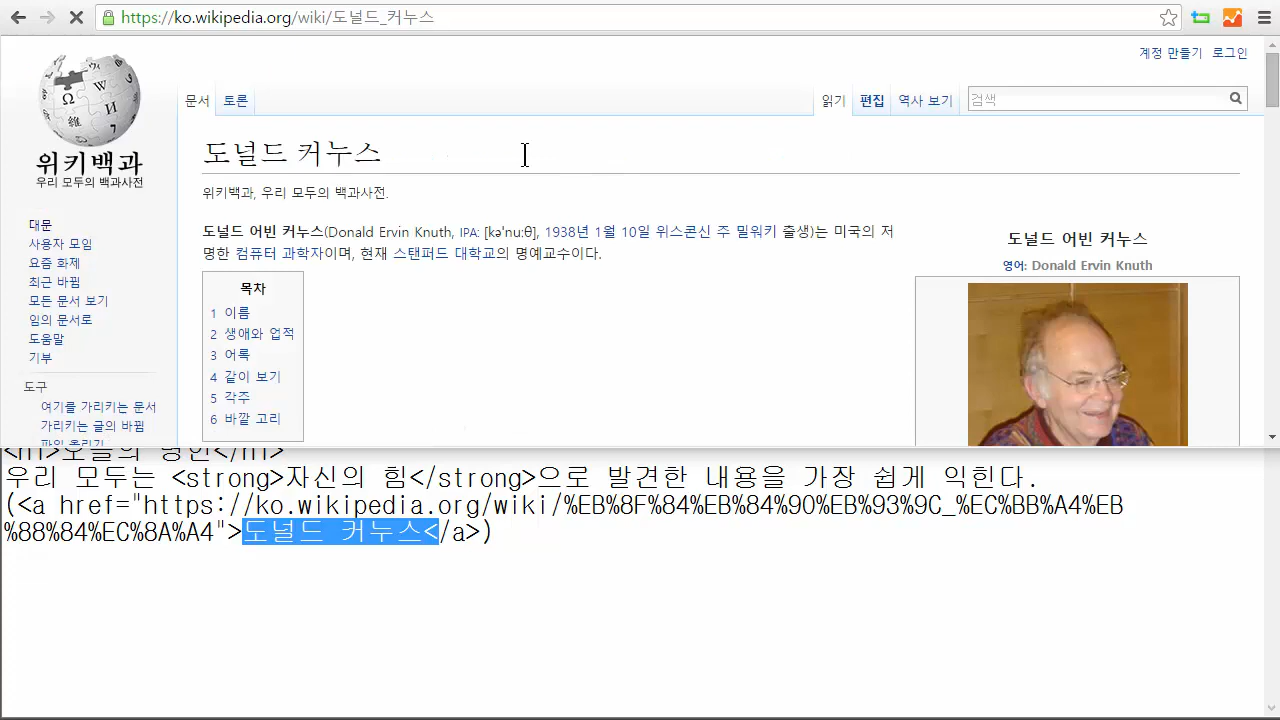 https://ko.wikipedia.org/wiki/도널드_커누스
계정 만들기 로그인
문서 토론 읽기 편집 역사 보기 검색
위키백과
우리 모두의 백과사전
대문
사용자 모임
요즘 화제
최근 바뀜
모든 문서 보기
임의 문서로
도움말
기부
도구
여기를 가리키는 문서
가리키는 글의 바뀜
파일 올리기
도널드 커누스
위키백과, 우리 모두의 백과사전.
도널드 어빈 커누스(Donald Ervin Knuth, IPA: [kəˈnuːθ], 1938년 1월 10일 위스콘신 주 밀워키 출생)는 미국의 저
명한 컴퓨터 과학자이며, 현재 스탠퍼드 대학교의 명예교수이다.
목차
1 이름
2 생애와 업적
3 어록
4 같이 보기
5 각주
6 바깥 고리
도널드 어빈 커누스
영어: Donald Ervin Knuth
<h1>오늘의 명언</h1>
우리 모두는 <strong>자신의 힘</strong>으로 발견한 내용을 가장 쉽게 익힌다.
(<a href="https://ko.wikipedia.org/wiki/%EB%8F%84%EB%84%90%EB%93%9C_%EC%BB%A4%EB
%88%84%EC%8A%A4">도널드 커누스</a>)